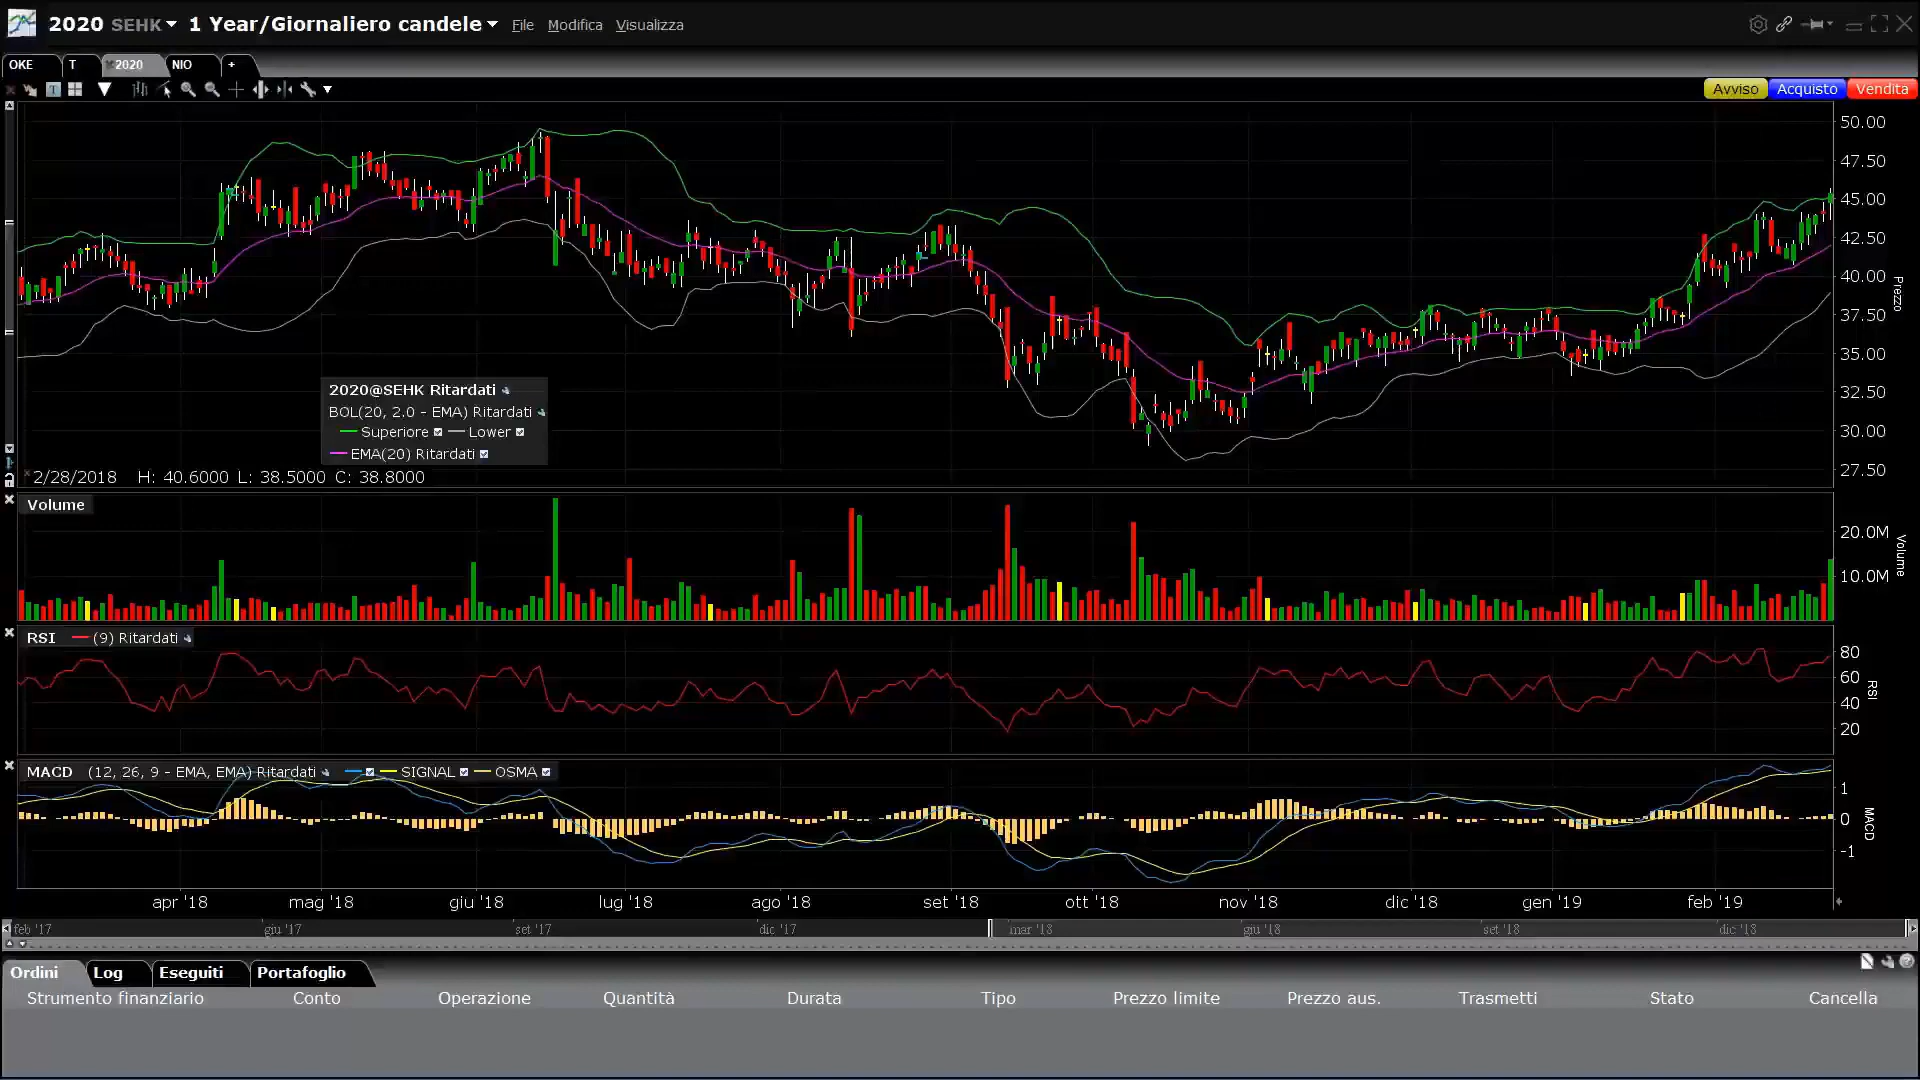 2020 SEHK 1 Year/Giornaliero candele File Modifica Visualizza
OKE T 2020 NIO +
Avviso Acquisto Vendita
50.00
47.50
45.00
42.50
40.00
37.50
35.00
32.50
30.00
27.50
Prezzo
2020@SEHK Ritardati
BOL(20, 2.0 - EMA) Ritardati
Superiore Lower
EMA(20) Ritardati
2/28/2018 H: 40.6000 L: 38.5000 C: 38.8000
Volume
20.0M
10.0M
Volume
RSI (9) Ritardati
80
60
40
20
RSI
MACD (12, 26, 9 - EMA, EMA) Ritardati SIGNAL OSMA
1
0
-1
MACD
apr '18 mag '18 giu '18 lug '18 ago '18 set '18 ott '18 nov '18 dic '18 gen '19 feb '19
feb '17 giu '17 set '17 dic '17 mar '18 giu '18 set '18 dic '18
Ordini Log Eseguiti Portafoglio
Strumento finanziario Conto Operazione Quantità Durata Tipo Prezzo limite Prezzo aus. Trasmetti Stato Cancella